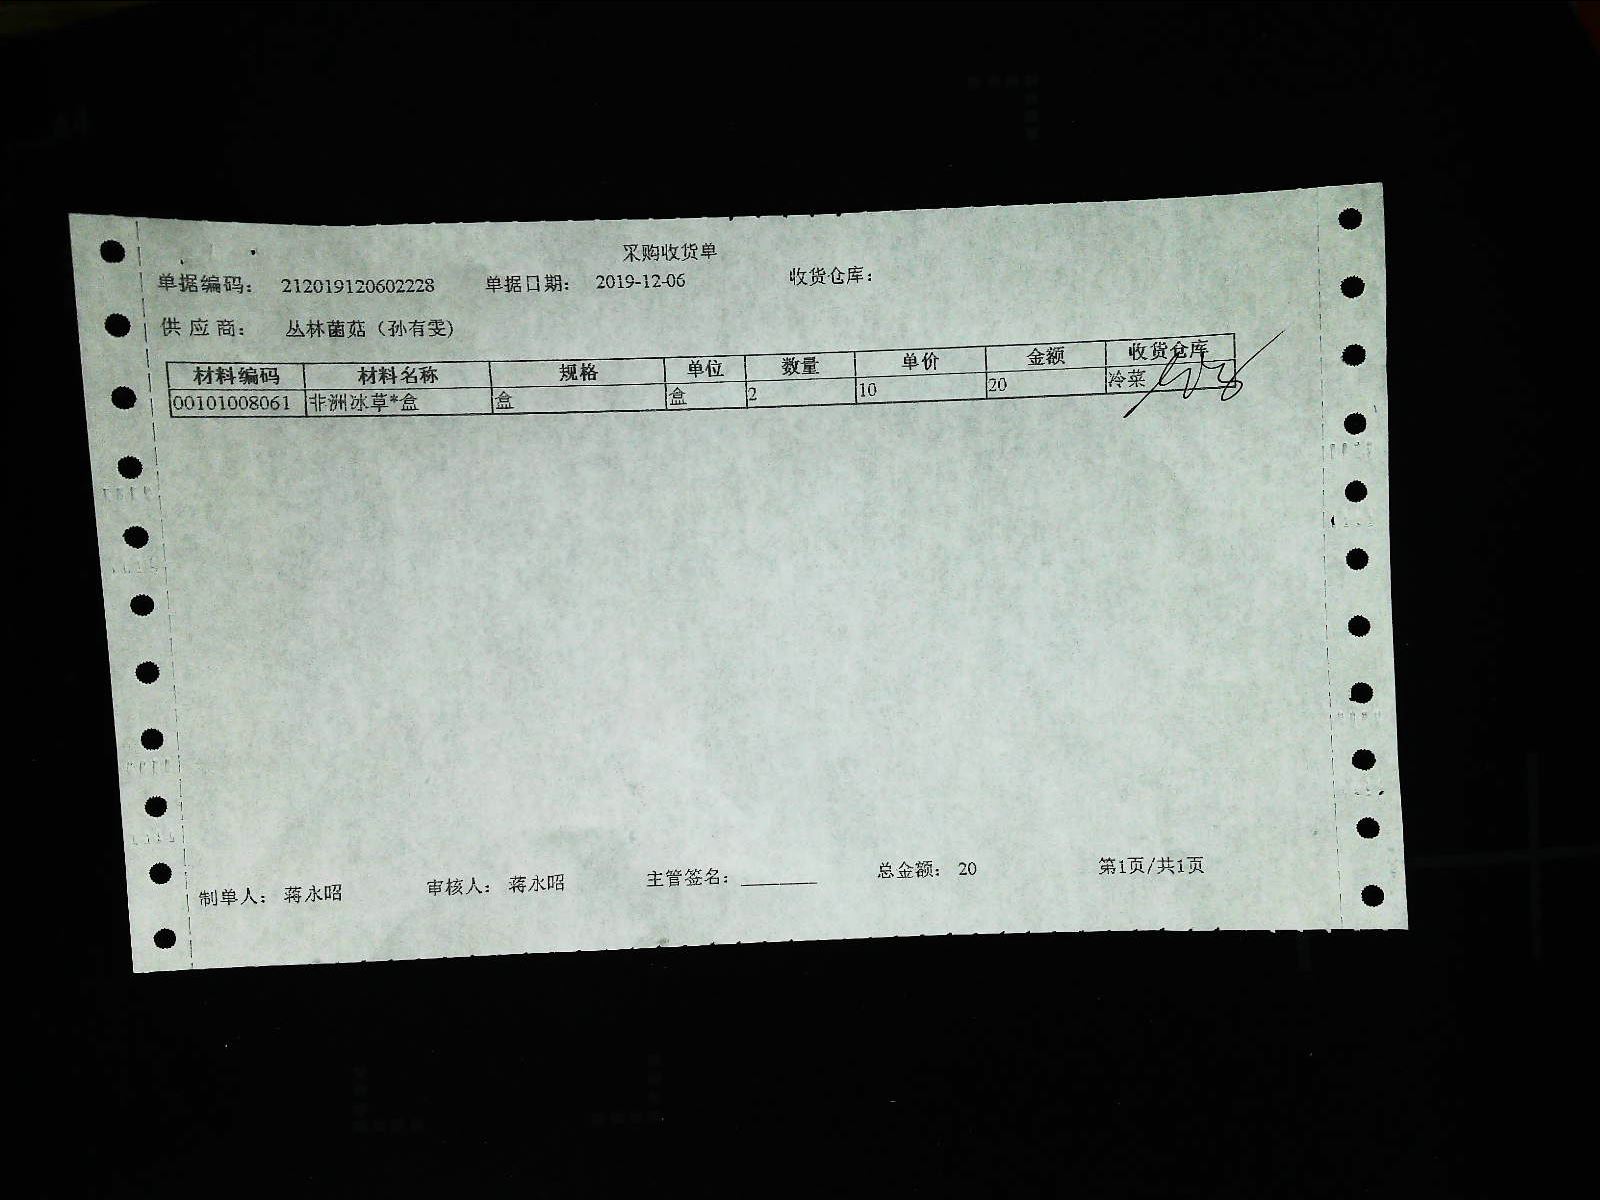 采购收货单
单据编码： 212019120602228 单据日期： 2019-12-06 收货仓库：
供 应 商： 丛林菌菇（孙有雯）
材料编码 材料名称 规格 单位 数量 单价 金额 收货仓库
00101008061 非洲冰草*盒 盒 盒 2 10 20 冷菜
制单人： 蒋永昭 审核人： 蒋永昭 主管签名：________ 总金额： 20 第1页/共1页